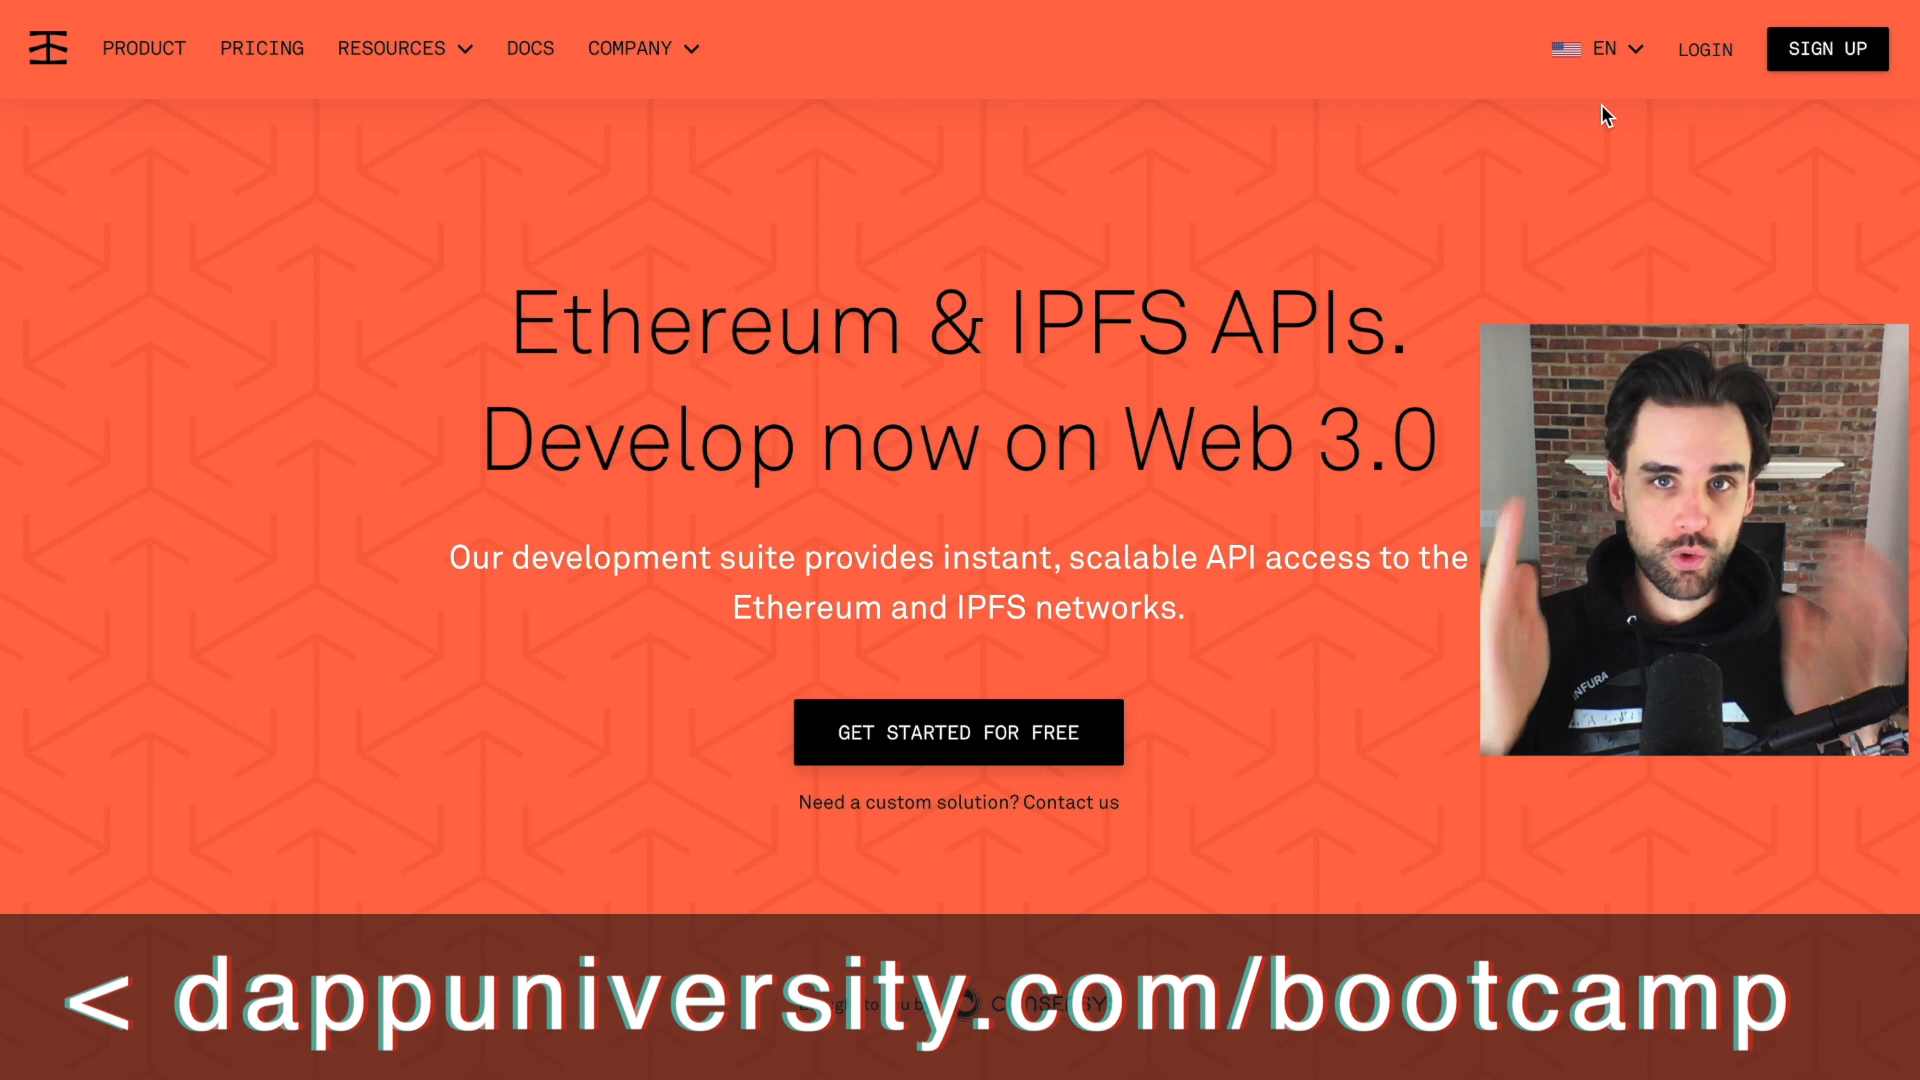 PRODUCT PRICING RESOURCES DOCS COMPANY EN LOGIN SIGN UP
Ethereum & IPFS APIs.
Develop now on Web 3.0
Our development suite provides instant, scalable API access to the
Ethereum and IPFS networks.
INFURA
GET STARTED FOR FREE
Need a custom solution? Contact us
< dappuniversity.com/bootcamp